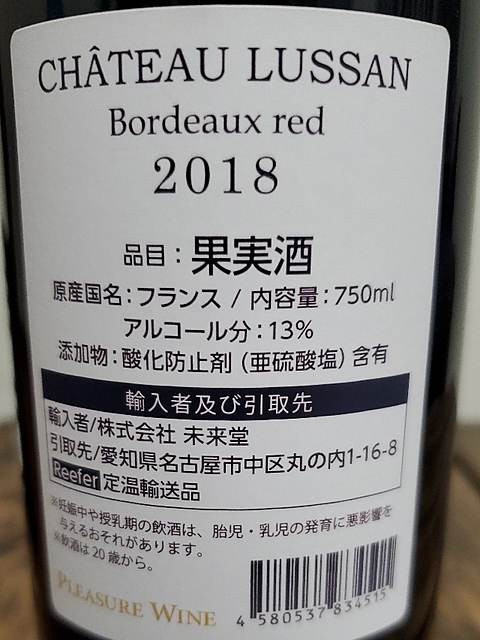 CHÂTEAU LUSSAN
Bordeaux red
2018
品目：果実酒
原産国名：フランス / 内容量：750ml
アルコール分：13%
添加物：酸化防止剤（亜硫酸塩）含有
輸入者及び引取先
輸入者/株式会社 未来堂
引取先/愛知県名古屋市中区丸の内1-16-8
Reefer 定温輸送品
※妊娠中や授乳期の飲酒は、胎児・乳児の発育に悪影響を
与えるおそれがあります。
※飲酒は20歳から。
PLEASURE WINE
4 580537 834515